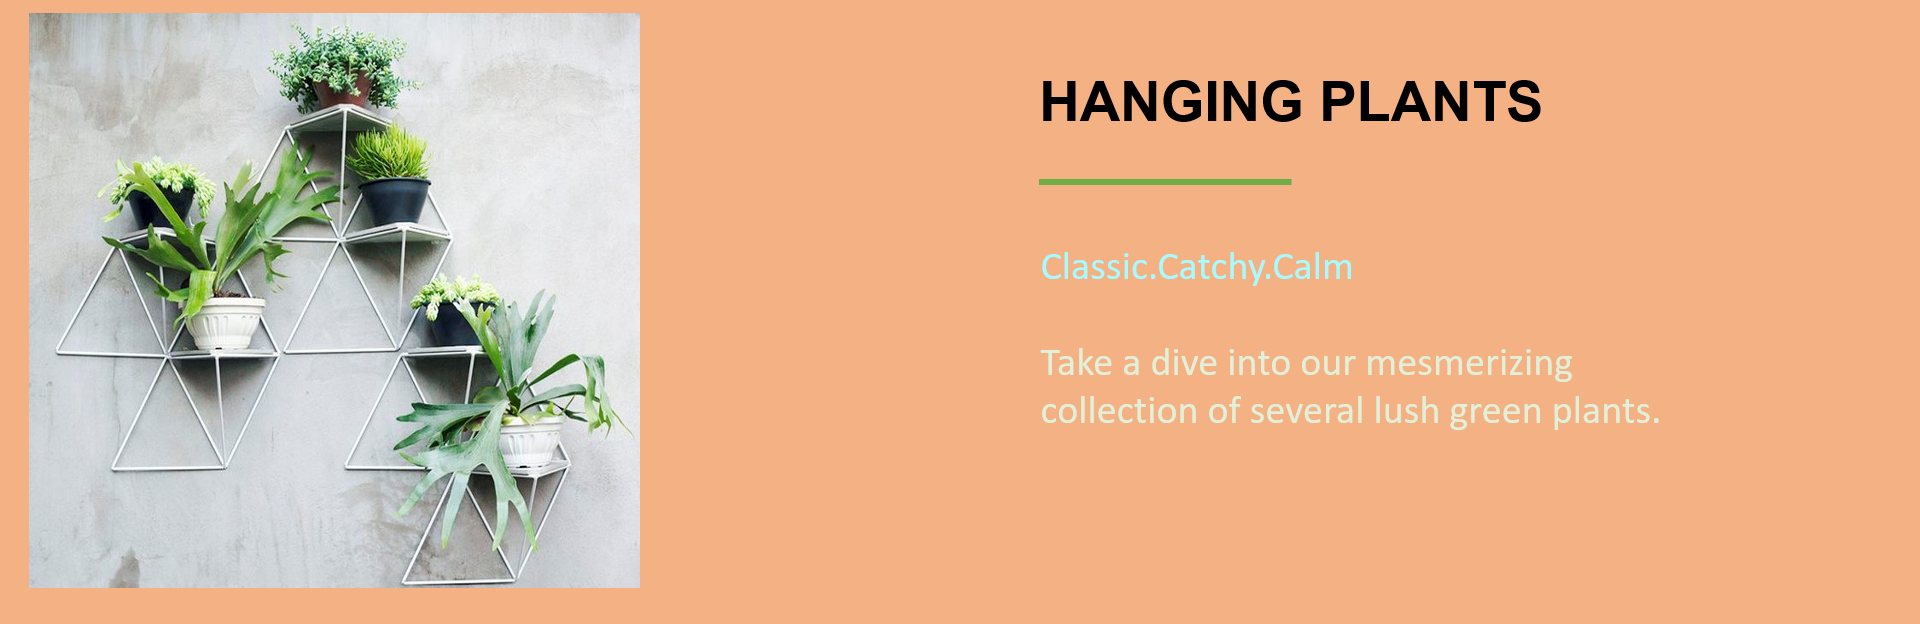 HANGING PLANTS
Classic.Catchy.Calm
Take a dive into our mesmerizing
collection of several lush green plants.